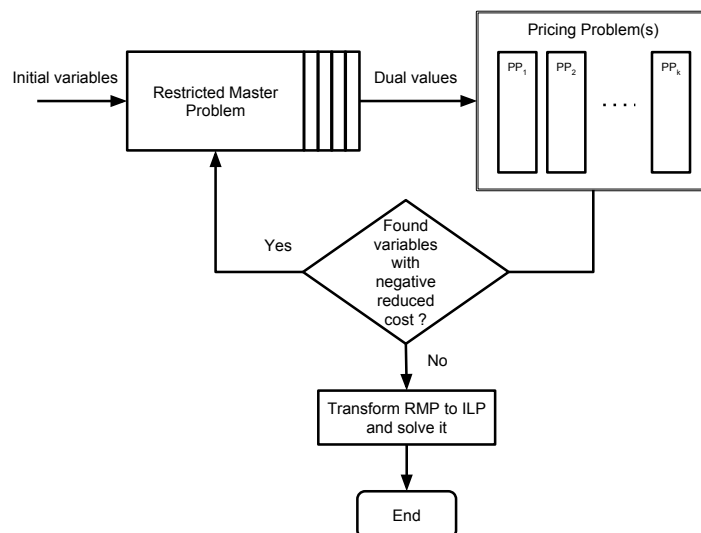 Pricing Problem(s)
Initial variables
Restricted Master
Problem
Dual values
PP1
PP2
. . . .
PPk
Yes
Found
variables
with
negative
reduced
cost ?
No
Transform RMP to ILP
and solve it
End